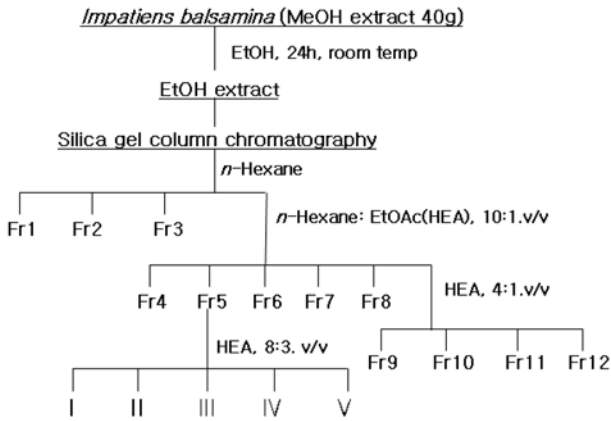 Impatiens balsamina (MeOH extract 40g)
EtOH, 24h, room temp
EtOH extract
Silica gel column chromatography
n-Hexane
Fr1 Fr2 Fr3
n-Hexane: EtOAc(HEA), 10:1.v/v
Fr4 Fr5 Fr6 Fr7 Fr8
HEA, 4:1.v/v
HEA, 8:3. v/v
Fr9 Fr10 Fr11 Fr12
I II III IV V